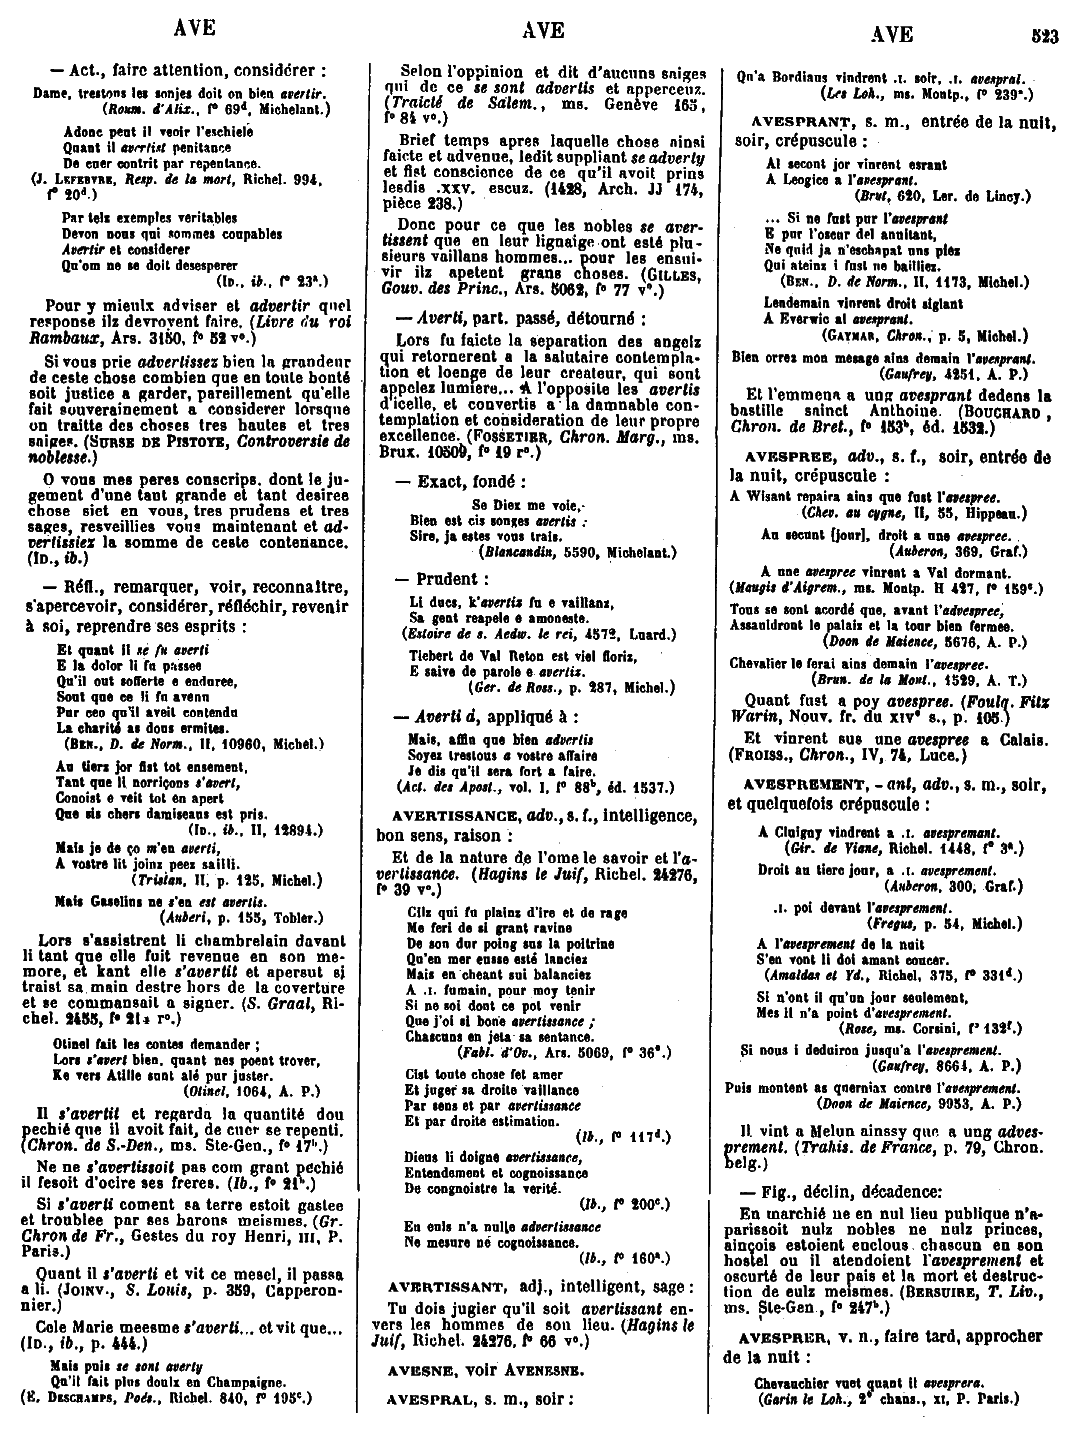 AVE
AVE
AVE
523
— Act., faire attention, considérer :
Dame, trestons les sonjes doit on bien avertir.
(Roum. d'Alix., f° 69ᵈ, Michelant.)
Adonc peut il veoir l'eschiele
Quant il avertist penitance
De cuer contrit par repentance.
(J. LEFEBVRE, Resp. de la mort, Richel. 994,
f° 20ᵈ.)
Par telz exemples veritables
Devon nous qui sommes coupables
Avertir et considerer
Qu'om ne se doit desesperer
(ID., ib., f° 23ᵃ.)
Pour y mieulx adviser et advertir quel
response ilz devroyent faire. (Livre du roi
Rambaux, Ars. 3150, f° 52 v°.)
Si vous prie advertissez bien la grandeur
de ceste chose combien que en toute bonté
soit justice a garder, pareillement qu'elle
fait souverainement a considerer lorsque
on traitte des choses tres hautes et tres
saiges. (SURSE DE PISTOYE, Controversie de
noblesse.)
O vous mes peres conscrips, dont le ju-
gement d'une tant grande et tant desiree
chose siet en vous, tres prudens et tres
sages, resveillies vous maintenant et ad-
vertissiez la somme de ceste contenance.
(ID., ib.)
— Réfl., remarquer, voir, reconnaître,
s'apercevoir, considérer, réfléchir, revenir
à soi, reprendre ses esprits :
Et quant il se fu averti
E la dolor li fu passee
Qu'il out sofferte e enduree,
Sout que ce li fu avenu
Pur ceo qu'il aveit contendu
La charité as dous ermites.
(BEN., D. de Norm., II, 10960, Michel.)
Au tierz jor fist tot ensement,
Tant que li norriçons s'avert,
Conoist e veit tot en apert
Que sis chers damiseaus est pris.
(ID., ib., II, 12894.)
Mais je de ço m'en averti,
A vostre lit joinz peez sailli.
(Tristan, II, p. 125, Michel.)
Mais Gaselins ne s'en est avertis.
(Auberi, p. 155, Tobler.)
Lors s'assistrent li chambrelain davant
li tant que elle fuit revenue en son me-
more, et kant elle s'avertit et apersut si
traist sa main destre hors de la coverture
et se commansait a signer. (S. Graal, Ri-
chel. 2455, f° 214 r°.)
Otinel fait les contes demander ;
Lors s'avert bien, quant nes poent trover,
Ke vers Atille sunt alé pur juster.
(Otinel, 1064, A. P.)
Il s'avertit et regarda la quantité dou
pechié que il avoit fait, de cuer se repenti.
(Chron. de S.-Den., ms. Ste-Gen., f° 17ᵇ.)
Ne ne s'avertissoit pas com grant pechié
il fesoit d'ocire ses freres. (Ib., f° 21ᵇ.)
Si s'averti coment sa terre estoit gastee
et troublee par ses barons meismes. (Gr.
Chron de Fr., Gestes du roy Henri, III, P.
Paris.)
Quant il s'averti et vit ce mesel, il passa
a li. (JOINV., S. Louis, p. 359, Capperon-
nier.)
Cele Marie meesme s'averti... et vit que...
(ID., ib., p. 444.)
Mais puis se sont averty
Qu'il fait plus doulx en Champaigne.
(E. DESCHAMPS, Poés., Richel. 840, f° 195ᶜ.)
Selon l'oppinion et dit d'aucuns saiges
qui de ce se sont advertis et apperceuz.
(Traicté de Salem., ms. Genève 165,
f° 84 v°.)
Brief temps apres laquelle chose ainsi
faicte et advenue, ledit suppliant se adverty
et fist conscience de ce qu'il avoit prins
lesdis .XXV. escuz. (1428, Arch. JJ 174,
pièce 238.)
Donc pour ce que les nobles se aver-
tissent que en leur lignaige ont esté plu-
sieurs vaillans hommes... pour les ensui-
vir ilz apetent grans choses. (GILLES,
Gouv. des Princ., Ars. 5062, f° 77 v°.)
— Averti, part. passé, détourné :
Lors fu faicte la separation des angelz
qui retornerent a la salutaire contempla-
tion et loenge de leur createur, qui sont
appelez lumiere... A l'opposite les avertis
d'icelle, et convertis a la damnable con-
templation et consideration de leur propre
excellence. (FOSSETIER, Chron. Marg., ms.
Brux. 10509, f° 19 r°.)
— Exact, fondé :
Se Diex me voie,
Bien est cis songes avertis :
Sire, ja estes vous trais.
(Blancandin, 5590, Michelant.)
— Prudent :
Li ducs, k'avertiz fu e vaillanz,
Sa gent reapele e amoneste.
(Estoire de s. Aedw. le rei, 4572, Luard.)
Tiebert de Val Reton est viel floriz,
E saive de parole e avertiz.
(Ger. de Ross., p. 287, Michel.)
— Averti à, appliqué à :
Mais, affin que bien advertis
Soyez trestous a vostre affaire
Je dis qu'il sera fort a faire.
(Act. des Apost., vol. I, f° 88ᵇ, éd. 1537.)
AVERTISSANCE, adv., s. f., intelligence,
bon sens, raison :
Et de la nature de l'ome le savoir et l'a-
vertissance. (Hagins le Juif, Richel. 24276,
f° 39 v°.)
Cilz qui fu plainz d'ire et de rage
Me feri de si grant ravine
De son dur poing sus la poitrine
Qu'en mer eusse esté lanciez
Mais en cheant sui balanciez
A .I. fumain, pour moy tenir
Si ne soi dont ce pot venir
Que j'oi si bone avertissance ;
Chascuns en jeta sa sentence.
(Fabl. d'Ov., Ars. 5069, f° 36ᵃ.)
Cist toute chose fet amer
Et juger sa droite vaillance
Par sens et par avertissance
Et par droite estimation.
(Ib., f° 117ᵈ.)
Dieus li doigne avertissance,
Entendement et cognoissance
De congnoistre la verité.
(Ib., f° 200ᶜ.)
En enls n'a nulle advertissance
Ne mesure né cognoissance.
(Ib., f° 160ᵃ.)
AVERTISSANT, adj., intelligent, sage :
Tu dois jugier qu'il soit avertissant en-
vers les hommes de son lieu. (Hagins le
Juif, Richel. 24276, f° 66 v°.)
AVESNE, voir AVENESNE.
AVESPRAL, s. m., soir :
Qu'a Bordiaus vindrent .I. soir, .I. avespral.
(Les Loh., ms. Montp., f° 239ᵃ.)
AVESPRANT, s. m., entrée de la nuit,
soir, crépuscule :
Al secont jor vinrent esrant
A Leogice a l'avesprant.
(Brut, 620, Ler. de Lincy.)
... Si ne fust pur l'avesprant
E pur l'oscur del anuitant,
Ne quid ja n'eschapat uns piez
Qui ateinz i fust ne bailliez.
(BEN., D. de Norm., II, 1173, Michel.)
Lendemain vinrent droit siglant
A Everwic al avesprant.
(GAYMAR, Chron., p. 5, Michel.)
Bien orrez mon mesage ains demain l'avesprant.
(Gaufrey, 4251, A. P.)
Et l'emmena a ung avesprant dedens la
bastille sainct Anthoine. (BOUCHARD,
Chron. de Bret., f° 153ᵇ, éd. 1532.)
AVESPREE, adv., s. f., soir, entrée de
la nuit, crépuscule :
A Wisant repaira ains que fust l'avespree.
(Chev. au cygne, II, 55, Hippeau.)
Au secunt [jour], droit a une avespree.
(Auberon, 369, Graf.)
A une avespree vinrent a Val dormant.
(Maugis d'Aigrem., ms. Montp. H 427, f° 159ᶜ.)
Tous se sont acordé que, avant l'advespree,
Assauldront le palais et la tour bien fermee.
(Doon de Maience, 5676, A. P.)
Chevalier le ferai ains demain l'avespree.
(Brun. de la Mont., 1529, A. T.)
Quant fust a poy avespree. (Foulq. Fitz
Warin, Nouv. fr. du XIVᵉ s., p. 105.)
Et vinrent sus une avespree a Calais.
(FROISS., Chron., IV, 74, Luce.)
AVESPREMENT, - ant, adv., s. m., soir,
et quelquefois crépuscule :
A Cluigny vindrent a .I. avespremant.
(Gir. de Viane, Richel. 1448, f° 3ᵃ.)
Droit au tierc jour, a .I. avesprement.
(Auberon, 300, Graf.)
.I. poi devant l'avesprement.
(Fregus, p. 54, Michel.)
A l'avesprement de la nuit
S'en vont li doi amant coucer.
(Amaldas et Yd., Richel, 375, f° 331ᵈ.)
Si n'ont il qu'un jour seulement,
Mes il n'a point d'avesprement.
(Rose, ms. Corsini, f° 132ᶠ.)
Si nous i deduiron jusqu'a l'avesprement.
(Gaufrey, 8664, A. P.)
Puis montent as querniax contre l'avesprement.
(Doon de Maience, 9953, A. P.)
Il vint a Melun ainssy que a ung adves-
prement. (Trahis. de France, p. 79, Chron.
belg.)
— Fig., déclin, décadence:
En marchié ne en nul lieu publique n'a-
parissoit nulz nobles ne nulz princes,
ainçois estoient enclous chascun en son
hostel ou il atendoient l'avesprement et
oscurté de leur pais et la mort et destruc-
tion de eulz meismes. (BERSUIRE, T. Liv.,
ms. Ste-Gen., f° 247ᵇ.)
AVESPRER, v. n., faire tard, approcher
de la nuit :
Chevauchier vuet quant il avesprera.
(Garin le Loh., 2ᵉ chans., XI, P. Paris.)